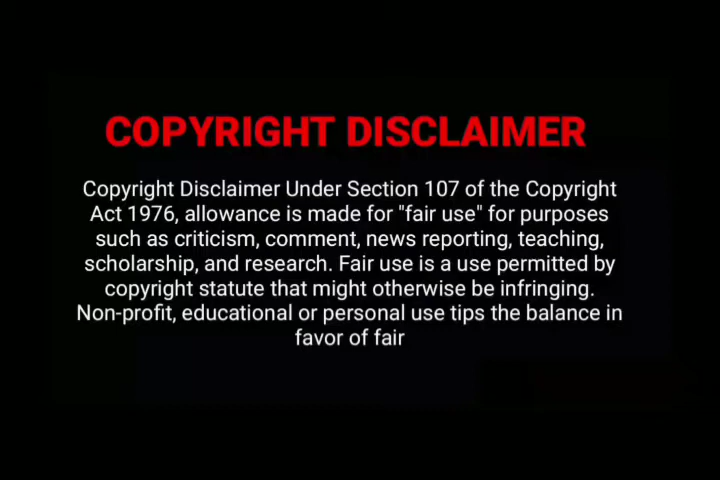 COPYRIGHT DISCLAIMER
Copyright Disclaimer Under Section 107 of the Copyright
Act 1976, allowance is made for "fair use" for purposes
such as criticism, comment, news reporting, teaching,
scholarship, and research. Fair use is a use permitted by
copyright statute that might otherwise be infringing.
Non-profit, educational or personal use tips the balance in
favor of fair